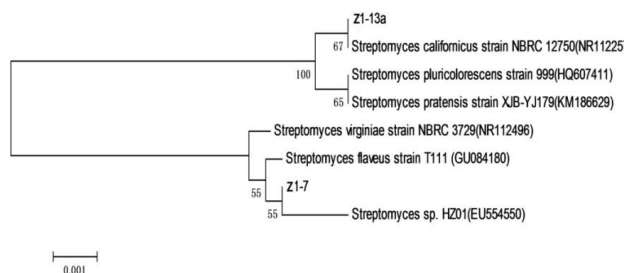 Z1-13a
67
Streptomyces californicus strain NBRC 12750(NR11225
100
Streptomyces pluricolorescens strain 999(HQ607411)
65
Streptomyces pratensis strain XJB-YJ179(KM186629)
Streptomyces virginiae strain NBRC 3729(NR112496)
Streptomyces flaveus strain T111 (GU084180)
55
Z1-7
55
Streptomyces sp. HZ01(EU554550)
0.001